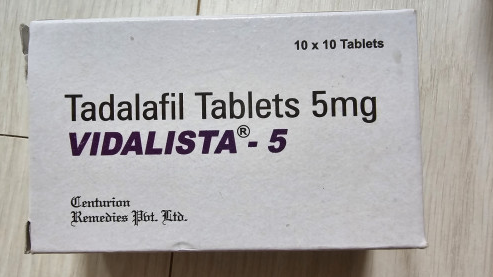 10 x 10 Tablets
Tadalafil Tablets 5mg
VIDALISTA® - 5
Centurion
Remedies Pvt. Ltd.